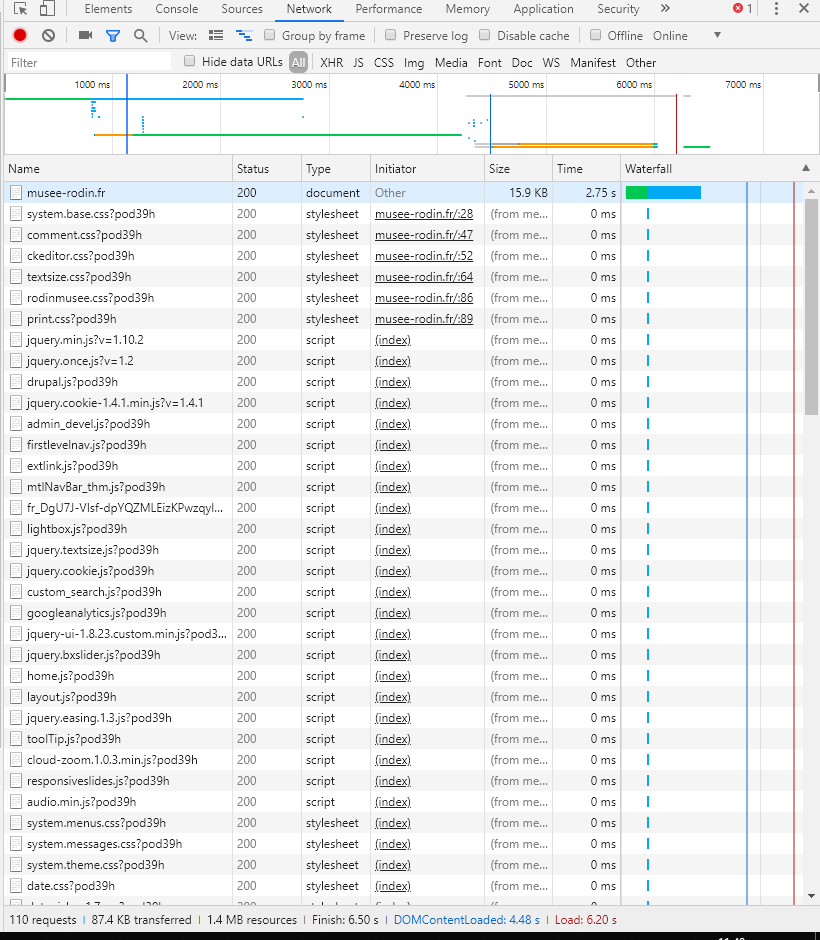 Elements Console Sources Network Performance Memory Application Security » 1
View: Group by frame Preserve log Disable cache Offline Online
Filter Hide data URLs All XHR JS CSS Img Media Font Doc WS Manifest Other
1000 ms 2000 ms 3000 ms 4000 ms 5000 ms 6000 ms 7000 ms
Name Status Type Initiator Size Time Waterfall
musee-rodin.fr 200 document Other 15.9 KB 2.75 s
system.base.css?pod39h 200 stylesheet musee-rodin.fr/:28 (from me... 0 ms
comment.css?pod39h 200 stylesheet musee-rodin.fr/:47 (from me... 0 ms
ckeditor.css?pod39h 200 stylesheet musee-rodin.fr/:52 (from me... 0 ms
textsize.css?pod39h 200 stylesheet musee-rodin.fr/:64 (from me... 0 ms
rodinmusee.css?pod39h 200 stylesheet musee-rodin.fr/:86 (from me... 0 ms
print.css?pod39h 200 stylesheet musee-rodin.fr/:89 (from me... 0 ms
jquery.min.js?v=1.10.2 200 script (index) (from me... 0 ms
jquery.once.js?v=1.2 200 script (index) (from me... 0 ms
drupal.js?pod39h 200 script (index) (from me... 0 ms
jquery.cookie-1.4.1.min.js?v=1.4.1 200 script (index) (from me... 0 ms
admin_devel.js?pod39h 200 script (index) (from me... 0 ms
firstlevelnav.js?pod39h 200 script (index) (from me... 0 ms
extlink.js?pod39h 200 script (index) (from me... 0 ms
mtlNavBar_thm.js?pod39h 200 script (index) (from me... 0 ms
fr_DgU7J-VIsf-dpYQZMLEizKPwzqyl... 200 script (index) (from me... 0 ms
lightbox.js?pod39h 200 script (index) (from me... 0 ms
jquery.textsize.js?pod39h 200 script (index) (from me... 0 ms
jquery.cookie.js?pod39h 200 script (index) (from me... 0 ms
custom_search.js?pod39h 200 script (index) (from me... 0 ms
googleanalytics.js?pod39h 200 script (index) (from me... 0 ms
jquery-ui-1.8.23.custom.min.js?pod3... 200 script (index) (from me... 0 ms
jquery.bxslider.js?pod39h 200 script (index) (from me... 0 ms
home.js?pod39h 200 script (index) (from me... 0 ms
layout.js?pod39h 200 script (index) (from me... 0 ms
jquery.easing.1.3.js?pod39h 200 script (index) (from me... 0 ms
toolTip.js?pod39h 200 script (index) (from me... 0 ms
cloud-zoom.1.0.3.min.js?pod39h 200 script (index) (from me... 0 ms
responsiveslides.js?pod39h 200 script (index) (from me... 0 ms
audio.min.js?pod39h 200 script (index) (from me... 0 ms
system.menus.css?pod39h 200 stylesheet (index) (from me... 0 ms
system.messages.css?pod39h 200 stylesheet (index) (from me... 0 ms
system.theme.css?pod39h 200 stylesheet (index) (from me... 0 ms
date.css?pod39h 200 stylesheet (index) (from me... 0 ms
110 requests | 87.4 KB transferred | 1.4 MB resources | Finish: 6.50 s | DOMContentLoaded: 4.48 s | Load: 6.20 s